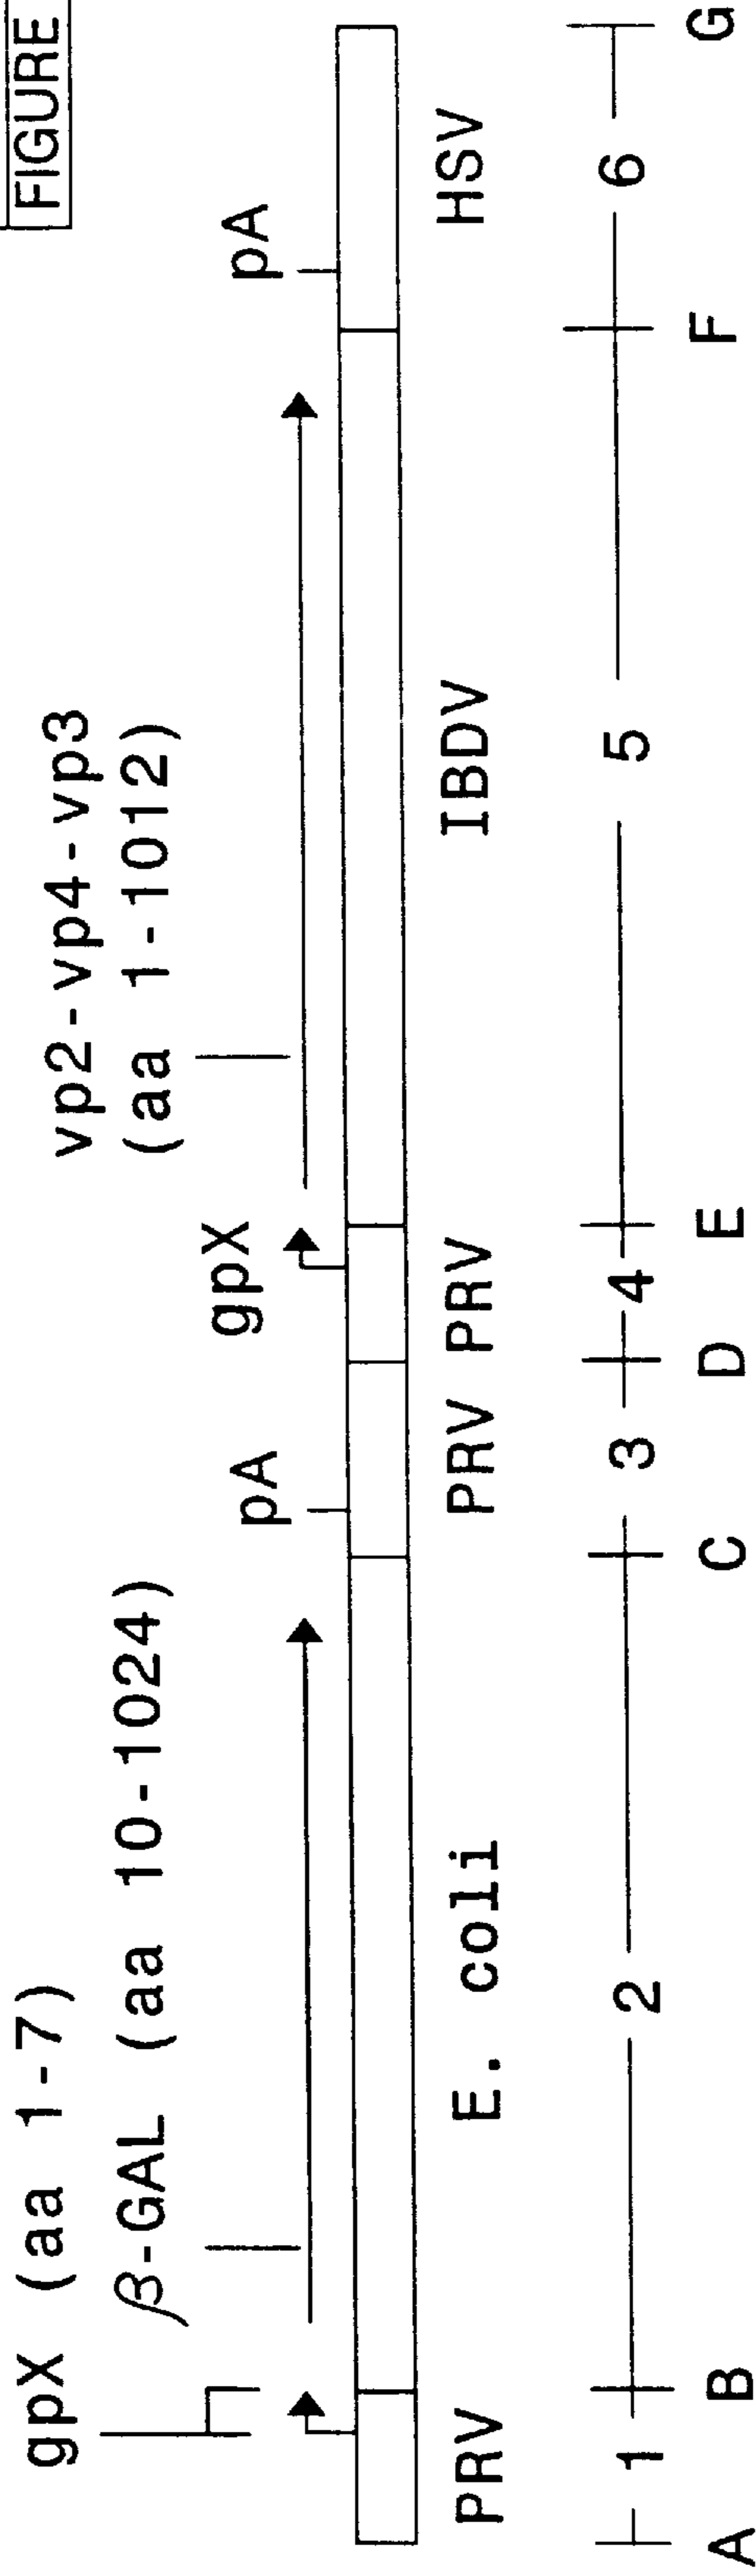 FIGURE
gpX (aa 1-7)
β-GAL (aa 10-1024)
vp2-vp4-vp3
(aa 1-1012)
pA gpX pA
PRV E. coli PRV PRV IBDV HSV
1 2 3 4 5 6
A B C D E F G